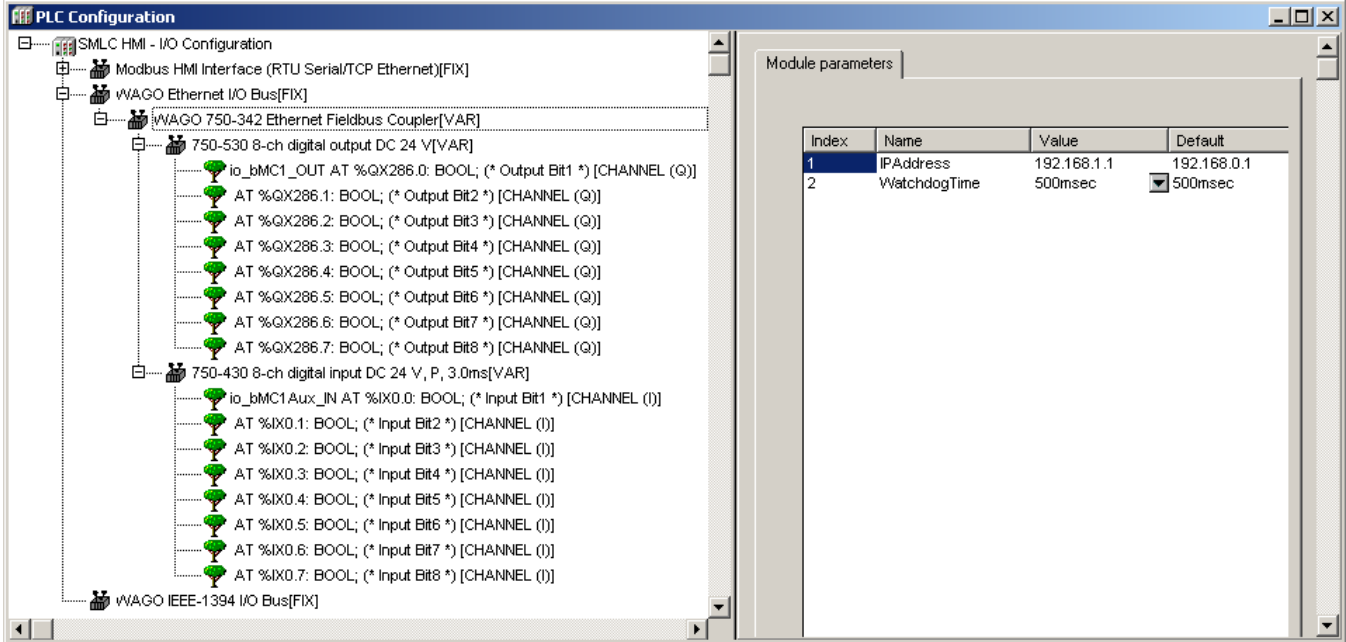 PLC Configuration
SMLC HMI - I/O Configuration
Modbus HMI Interface (RTU Serial/TCP Ethernet)[FIX]
WAGO Ethernet I/O Bus[FIX]
WAGO 750-342 Ethernet Fieldbus Coupler[VAR]
750-530 8-ch digital output DC 24 V[VAR]
io_bMC1_OUT AT %QX286.0: BOOL; (* Output Bit1 *) [CHANNEL (Q)]
AT %QX286.1: BOOL; (* Output Bit2 *) [CHANNEL (Q)]
AT %QX286.2: BOOL; (* Output Bit3 *) [CHANNEL (Q)]
AT %QX286.3: BOOL; (* Output Bit4 *) [CHANNEL (Q)]
AT %QX286.4: BOOL; (* Output Bit5 *) [CHANNEL (Q)]
AT %QX286.5: BOOL; (* Output Bit6 *) [CHANNEL (Q)]
AT %QX286.6: BOOL; (* Output Bit7 *) [CHANNEL (Q)]
AT %QX286.7: BOOL; (* Output Bit8 *) [CHANNEL (Q)]
750-430 8-ch digital input DC 24 V, P, 3.0ms[VAR]
io_bMC1Aux_IN AT %IX0.0: BOOL; (* Input Bit1 *) [CHANNEL (I)]
AT %IX0.1: BOOL; (* Input Bit2 *) [CHANNEL (I)]
AT %IX0.2: BOOL; (* Input Bit3 *) [CHANNEL (I)]
AT %IX0.3: BOOL; (* Input Bit4 *) [CHANNEL (I)]
AT %IX0.4: BOOL; (* Input Bit5 *) [CHANNEL (I)]
AT %IX0.5: BOOL; (* Input Bit6 *) [CHANNEL (I)]
AT %IX0.6: BOOL; (* Input Bit7 *) [CHANNEL (I)]
AT %IX0.7: BOOL; (* Input Bit8 *) [CHANNEL (I)]
WAGO IEEE-1394 I/O Bus[FIX]
Module parameters
Index Name Value Default
1 IPAddress 192.168.1.1 192.168.0.1
2 WatchdogTime 500msec 500msec